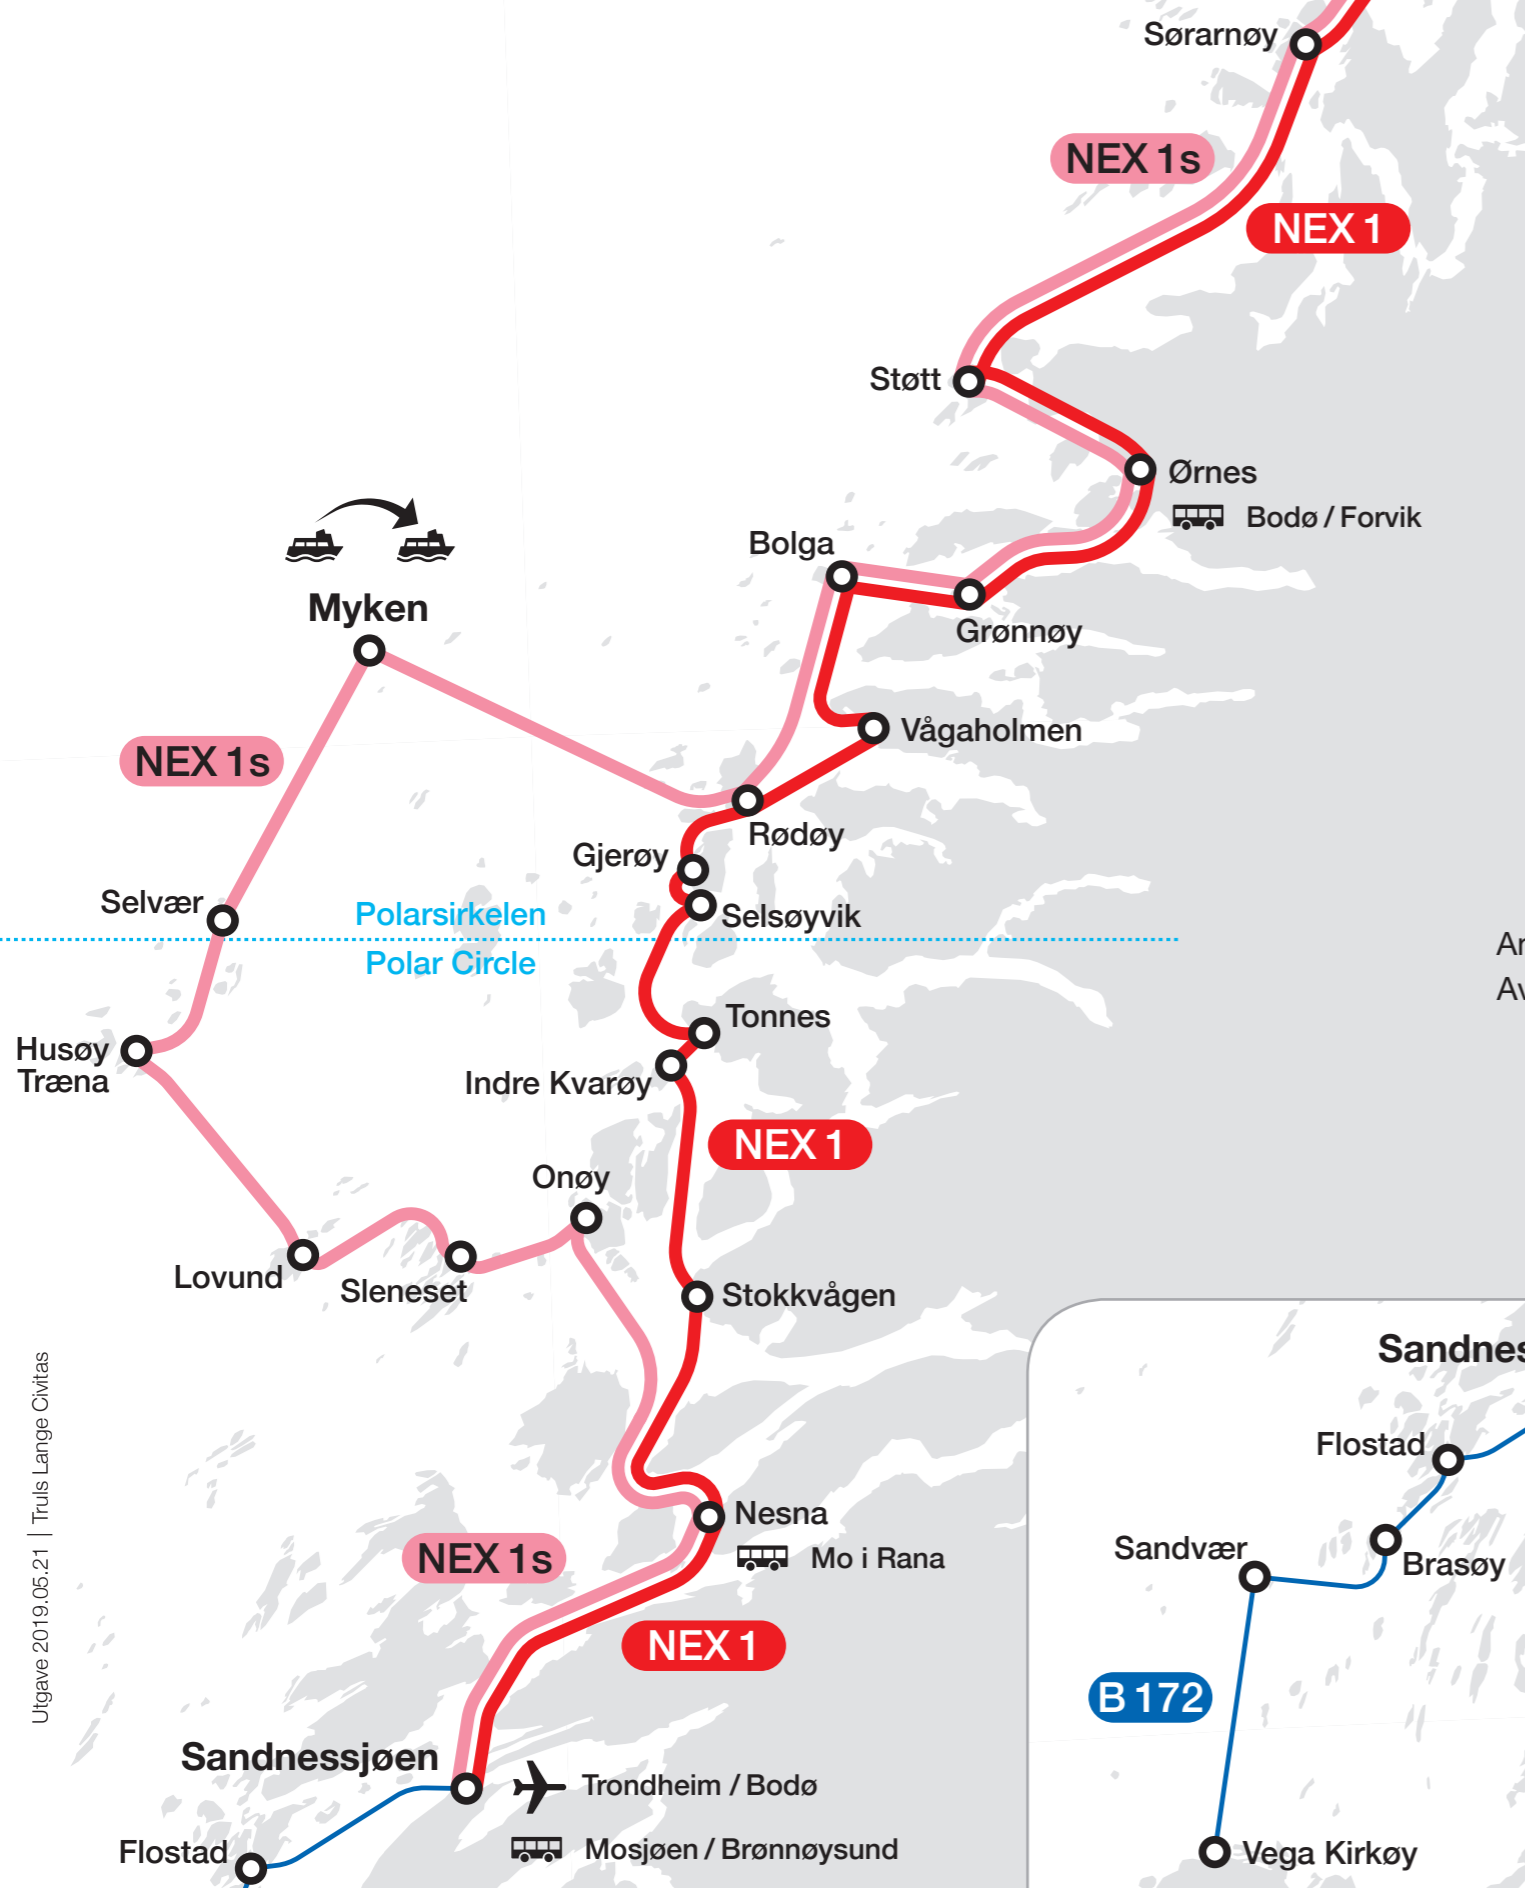 Sørarnøy
NEX 1s
NEX 1
Støtt
Ørnes
Bodø / Forvik
Bolga
Grønnøy
Myken
Vågaholmen
NEX 1s
Rødøy
Gjerøy
Selvær
Polarsirkelen
Selsøyvik
Polar Circle
Ar
Av
Tonnes
Husøy
Træna
Indre Kvarøy
NEX 1
Onøy
Lovund
Sleneset
Stokkvågen
Sandnes
Flostad
Nesna
Mo i Rana
Sandvær
Brasøy
NEX 1s
NEX 1
B 172
Utgave 2019.05.21 | Truls Lange Civitas
Sandnessjøen
Trondheim / Bodø
Mosjøen / Brønnøysund
Flostad
Vega Kirkøy